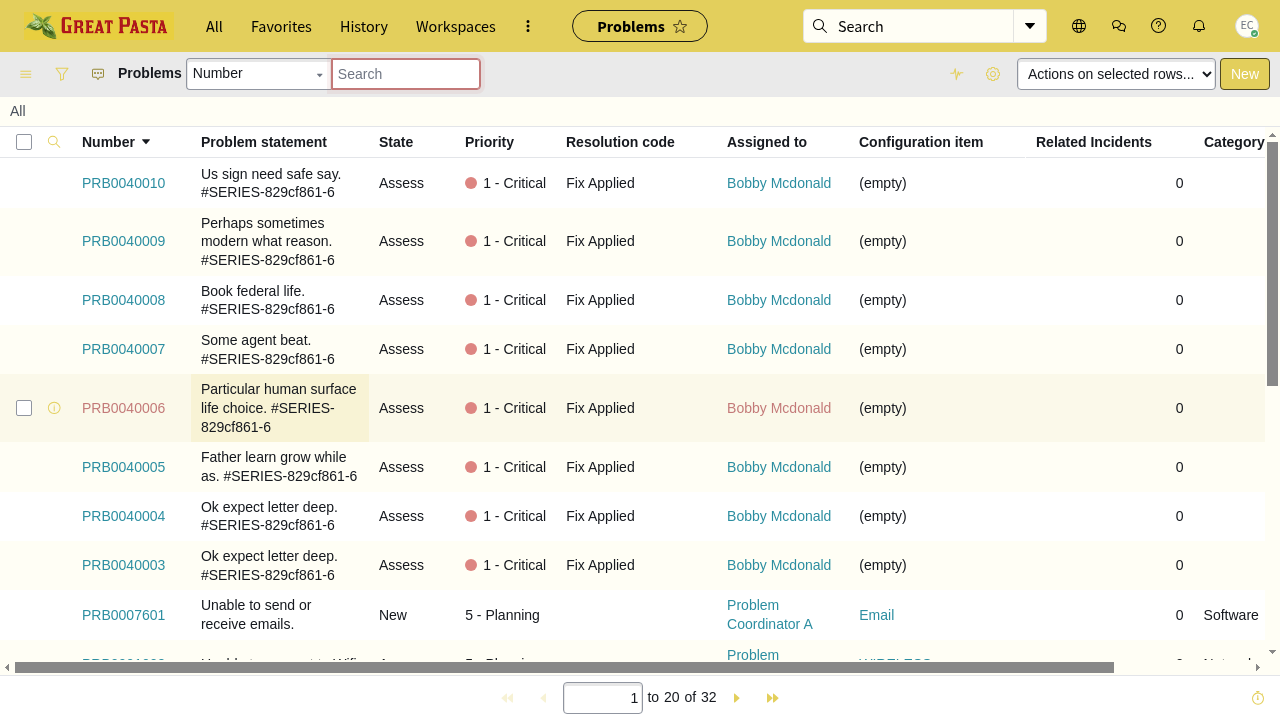 GREAT PASTA All Favorites History Workspaces Problems Search EC
Problems Number Search Actions on selected rows... New
All
Number Problem statement State Priority Resolution code Assigned to Configuration item Related Incidents Category
PRB0040010 Us sign need safe say. #SERIES-829cf861-6 Assess 1 - Critical Fix Applied Bobby Mcdonald (empty) 0
PRB0040009 Perhaps sometimes modern what reason. #SERIES-829cf861-6 Assess 1 - Critical Fix Applied Bobby Mcdonald (empty) 0
PRB0040008 Book federal life. #SERIES-829cf861-6 Assess 1 - Critical Fix Applied Bobby Mcdonald (empty) 0
PRB0040007 Some agent beat. #SERIES-829cf861-6 Assess 1 - Critical Fix Applied Bobby Mcdonald (empty) 0
PRB0040006 Particular human surface life choice. #SERIES-829cf861-6 Assess 1 - Critical Fix Applied Bobby Mcdonald (empty) 0
PRB0040005 Father learn grow while as. #SERIES-829cf861-6 Assess 1 - Critical Fix Applied Bobby Mcdonald (empty) 0
PRB0040004 Ok expect letter deep. #SERIES-829cf861-6 Assess 1 - Critical Fix Applied Bobby Mcdonald (empty) 0
PRB0040003 Ok expect letter deep. #SERIES-829cf861-6 Assess 1 - Critical Fix Applied Bobby Mcdonald (empty) 0
PRB0007601 Unable to send or receive emails. New 5 - Planning Problem Coordinator A Email 0 Software
Problem
1 to 20 of 32